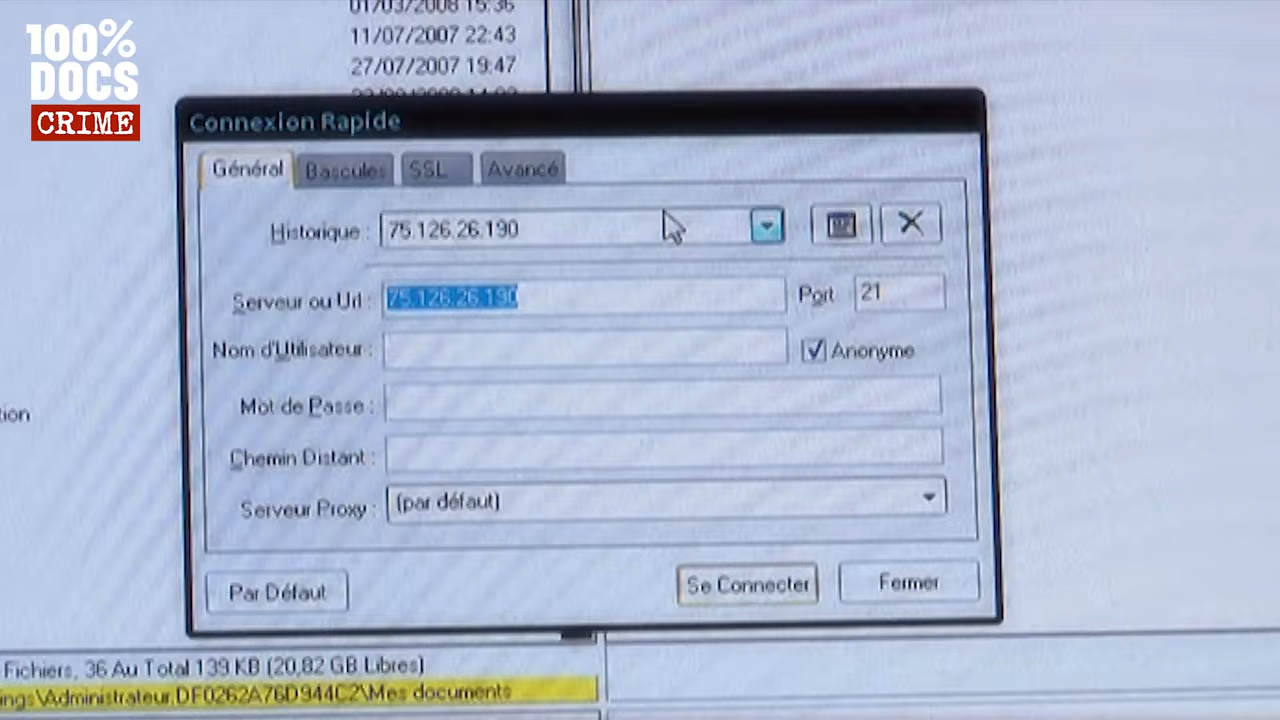 01/03/2008 15:36
11/07/2007 22:43
27/07/2007 19:47
100%
DOCS
CRIME
Connexion Rapide
Général Bascules SSL Avancé
Historique : 75.126.26.190
Serveur ou Url : 75.126.26.190 Port 21
Nom d'Utilisateur : Anonyme
Mot de Passe :
Chemin Distant :
Serveur Proxy : (par défaut)
Par Défaut Se Connecter Fermer
tion
Fichiers, 36 Au Total 139 KB (20,82 GB Libres)
ings\Administrateur.DF0262A76D944C2\Mes documents